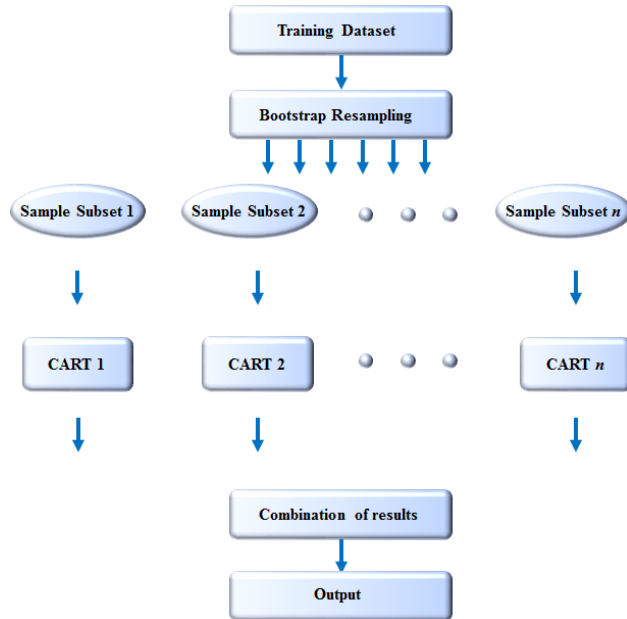 Training Dataset
Bootstrap Resampling
Sample Subset 1
Sample Subset 2
Sample Subset n
CART 1
CART 2
CART n
Combination of results
Output